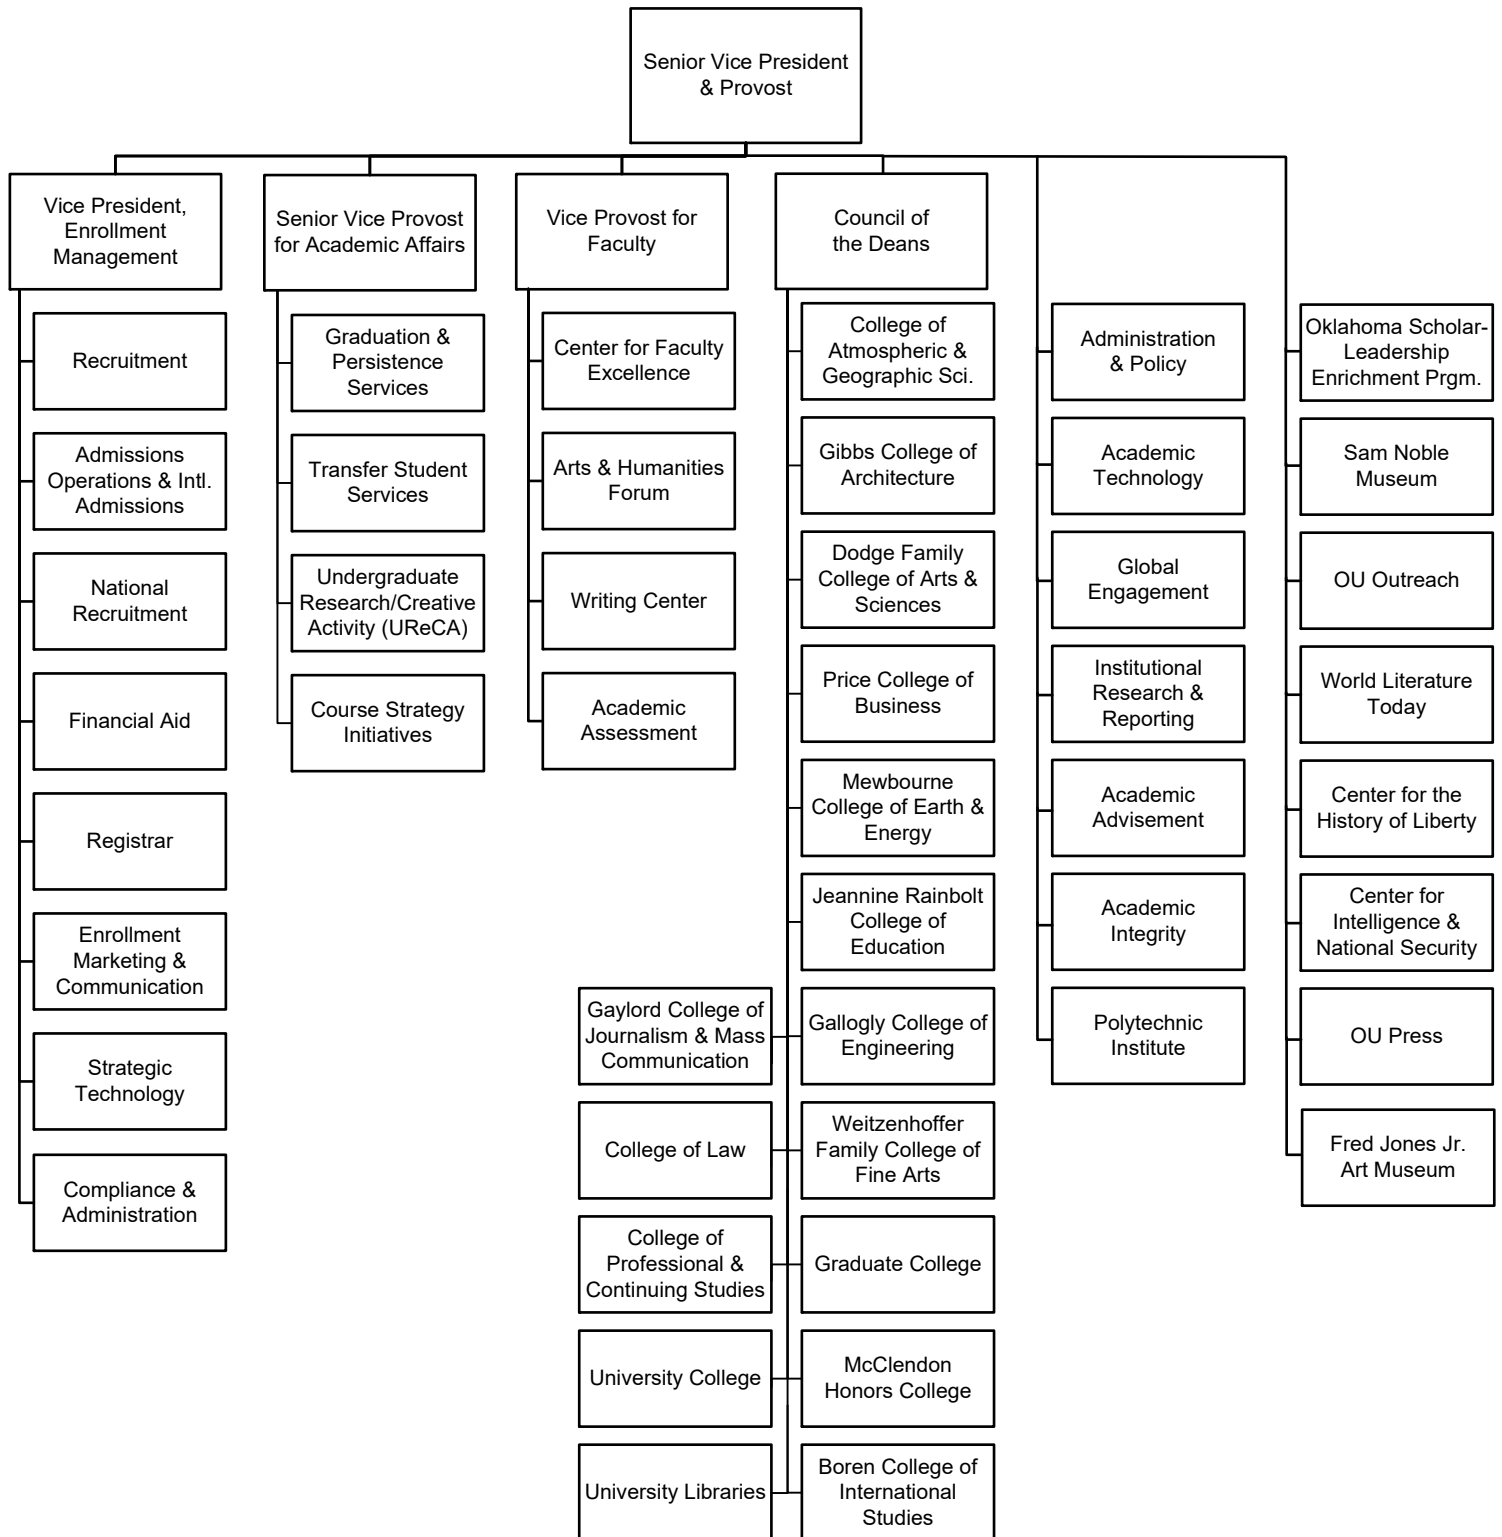 Senior Vice President
& Provost
Vice President,
Enrollment
Management
Senior Vice Provost
for Academic Affairs
Vice Provost for
Faculty
Council of
the Deans
Recruitment
Admissions
Operations & Intl.
Admissions
National
Recruitment
Financial Aid
Registrar
Enrollment
Marketing &
Communication
Strategic
Technology
Compliance &
Administration
Graduation &
Persistence
Services
Transfer Student
Services
Undergraduate
Research/Creative
Activity (UReCA)
Course Strategy
Initiatives
Center for Faculty
Excellence
Arts & Humanities
Forum
Writing Center
Academic
Assessment
College of
Atmospheric &
Geographic Sci.
Gibbs College of
Architecture
Dodge Family
College of Arts &
Sciences
Price College of
Business
Mewbourne
College of Earth &
Energy
Jeannine Rainbolt
College of
Education
Gaylord College of
Journalism & Mass
Communication
Gallogly College of
Engineering
College of Law
Weitzenhoffer
Family College of
Fine Arts
College of
Professional &
Continuing Studies
Graduate College
University College
McClendon
Honors College
University Libraries
Boren College of
International
Studies
Administration
& Policy
Academic
Technology
Global
Engagement
Institutional
Research &
Reporting
Academic
Advisement
Academic
Integrity
Polytechnic
Institute
Oklahoma Scholar-
Leadership
Enrichment Prgm.
Sam Noble
Museum
OU Outreach
World Literature
Today
Center for the
History of Liberty
Center for
Intelligence &
National Security
OU Press
Fred Jones Jr.
Art Museum